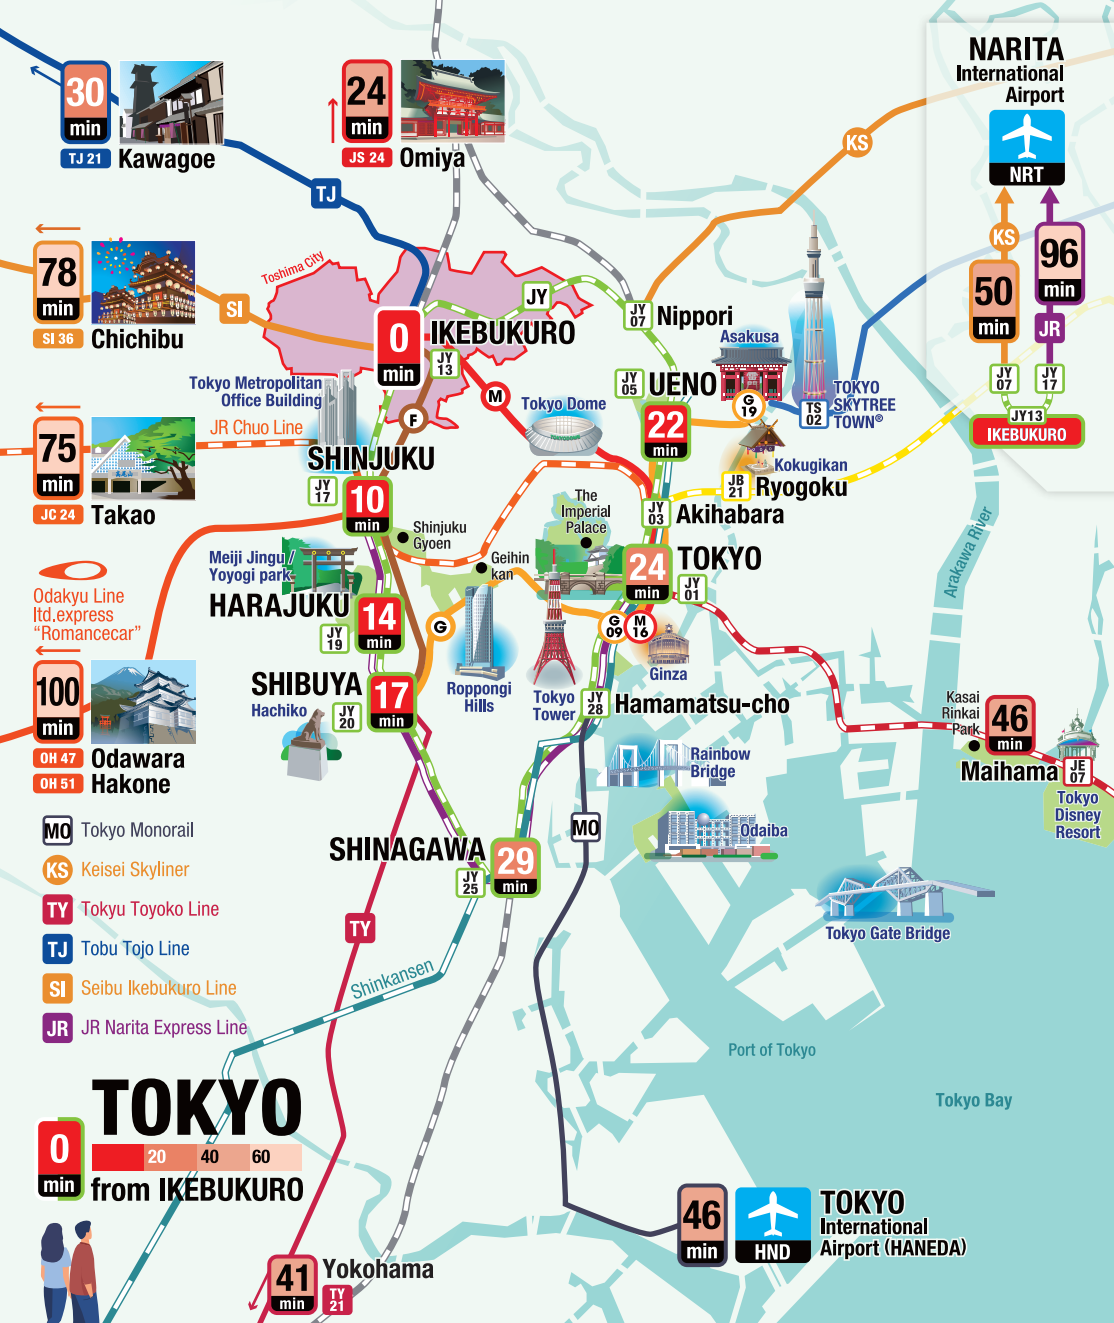 NARITA
International
Airport
NRT
KS
50
min
96
min
JR
JY
07
JY
17
JY13
IKEBUKURO
30
min
TJ 21
Kawagoe
24
min
JS 24
Omiya
KS
TJ
78
min
SI 36
Chichibu
SI
Toshima City
0
min
IKEBUKURO
JY
13
JY
JY
07
Nippori
Asakusa
JY
05
UENO
22
min
G
19
TS
02
TOKYO
SKYTREE
TOWN®
Tokyo Metropolitan
Office Building
M
F
Tokyo Dome
TOKYODOME
JR Chuo Line
75
min
JC 24
Takao
SHINJUKU
JY
17
10
min
Shinjuku
Gyoen
The
Imperial
Palace
Kokugikan
JB
21
Ryogoku
JY
03
Akihabara
24
min
TOKYO
JY
01
Arakawa River
Odakyu Line
ltd.express
“Romancecar”
Meiji Jingu /
Yoyogi park
HARAJUKU
14
min
JY
19
Geihin
kan
G
G
09
M
16
Ginza
100
min
OH 47
Odawara
OH 51
Hakone
SHIBUYA
Hachiko
JY
20
17
min
Roppongi
Hills
Tokyo
Tower
JY
28
Hamamatsu-cho
Rainbow
Bridge
Kasai
Rinkai
Park
46
min
Maihama
JE
07
Tokyo
Disney
Resort
MO
Odaiba
SHINAGAWA
29
min
JY
25
Tokyo Gate Bridge
MO Tokyo Monorail
KS Keisei Skyliner
TY Tokyu Toyoko Line
TJ Tobu Tojo Line
SI Seibu Ikebukuro Line
JR JR Narita Express Line
TY
Shinkansen
Port of Tokyo
Tokyo Bay
0
min
TOKYO
20 40 60
from IKEBUKURO
46
min
HND
TOKYO
International
Airport (HANEDA)
41
min
Yokohama
TY
21